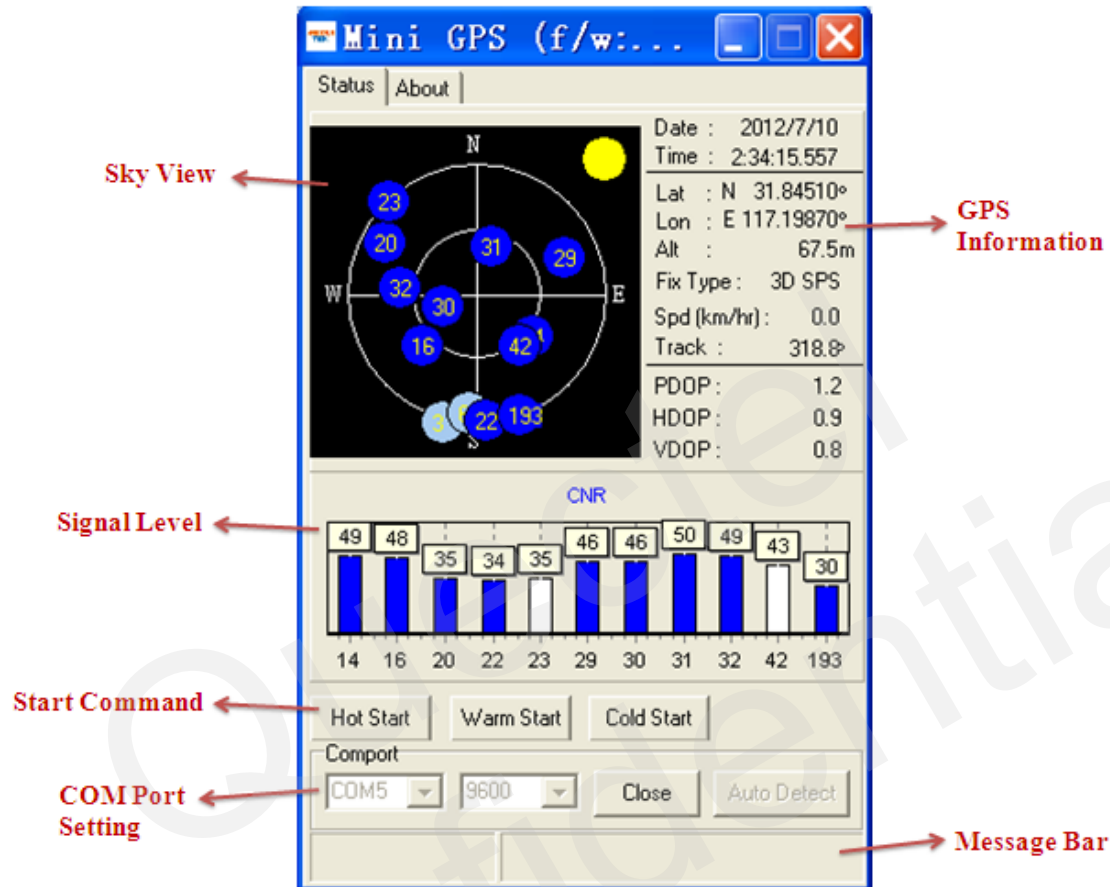 Mini GPS (f/w:...
Status About
Sky View
N
W
E
S
23
20
31
29
32
30
16
42
3
22
193
Date : 2012/7/10
Time : 2:34:15.557
Lat : N 31.84510°
Lon : E 117.19870°
Alt : 67.5m
Fix Type : 3D SPS
Spd (km/hr) : 0.0
Track : 318.8°
PDOP : 1.2
HDOP : 0.9
VDOP : 0.8
GPS
Information
CNR
Signal Level
49 48 35 34 35 46 46 50 49 43 30
14 16 20 22 23 29 30 31 32 42 193
Start Command
Hot Start Warm Start Cold Start
Comport
COM5 9600 Close Auto Detect
COM Port
Setting
Message Bar
Quectel